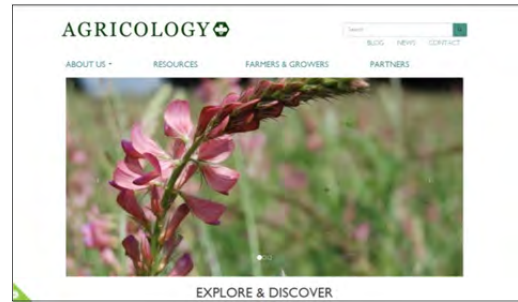 AGRICOLOGY
Search
BLOG NEWS CONTACT
ABOUT US RESOURCES FARMERS & GROWERS PARTNERS
EXPLORE & DISCOVER